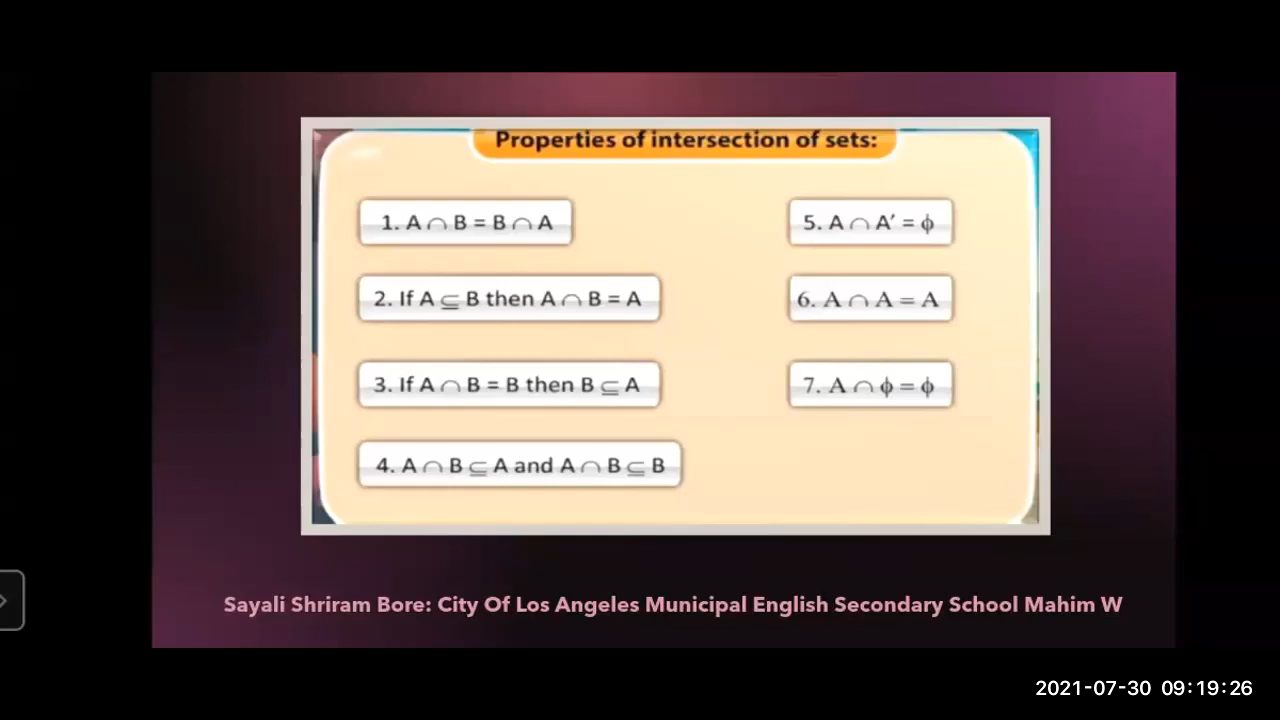 Properties of intersection of sets:
1. A ∩ B = B ∩ A
2. If A ⊆ B then A ∩ B = A
3. If A ∩ B = B then B ⊆ A
4. A ∩ B ⊆ A and A ∩ B ⊆ B
5. A ∩ A′ = ϕ
6. A ∩ A = A
7. A ∩ ϕ = ϕ
Sayali Shriram Bore: City Of Los Angeles Municipal English Secondary School Mahim W
2021-07-30 09:19:26